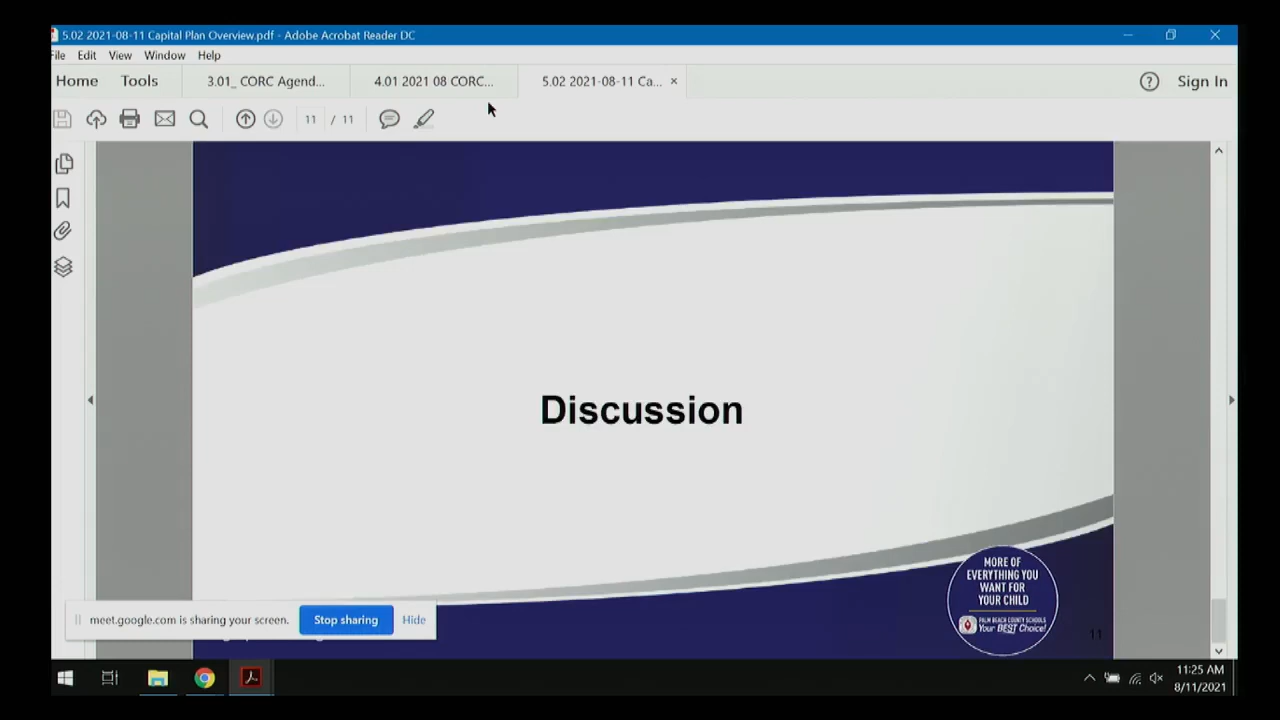 5.02 2021-08-11 Capital Plan Overview.pdf - Adobe Acrobat Reader DC
File Edit View Window Help
Home Tools 3.01_ CORC Agend... 4.01 2021 08 CORC... 5.02 2021-08-11 Ca... × Sign In
11 / 11
Discussion
MORE OF
EVERYTHING YOU
WANT FOR
YOUR CHILD
PALM BEACH COUNTY SCHOOLS
Your BEST Choice!
11
meet.google.com is sharing your screen. Stop sharing Hide
11:25 AM
8/11/2021